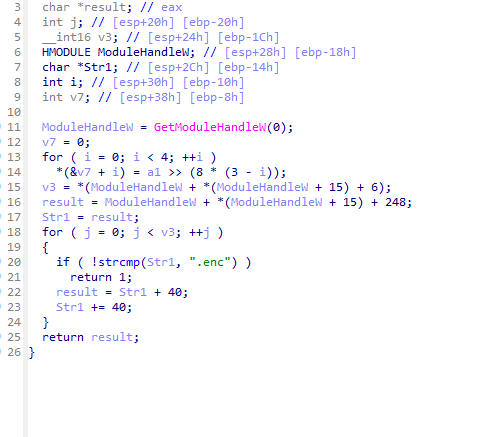 3 char *result; // eax
4 int j; // [esp+20h] [ebp-20h]
5 __int16 v3; // [esp+24h] [ebp-1Ch]
6 HMODULE ModuleHandleW; // [esp+28h] [ebp-18h]
7 char *Str1; // [esp+2Ch] [ebp-14h]
8 int i; // [esp+30h] [ebp-10h]
9 int v7; // [esp+38h] [ebp-8h]
10
11 ModuleHandleW = GetModuleHandleW(0);
12 v7 = 0;
13 for ( i = 0; i < 4; ++i )
14 *(&v7 + i) = a1 >> (8 * (3 - i));
15 v3 = *(ModuleHandleW + *(ModuleHandleW + 15) + 6);
16 result = ModuleHandleW + *(ModuleHandleW + 15) + 248;
17 Str1 = result;
18 for ( j = 0; j < v3; ++j )
19 {
20 if ( !strcmp(Str1, ".enc") )
21 return 1;
22 result = Str1 + 40;
23 Str1 += 40;
24 }
25 return result;
26 }